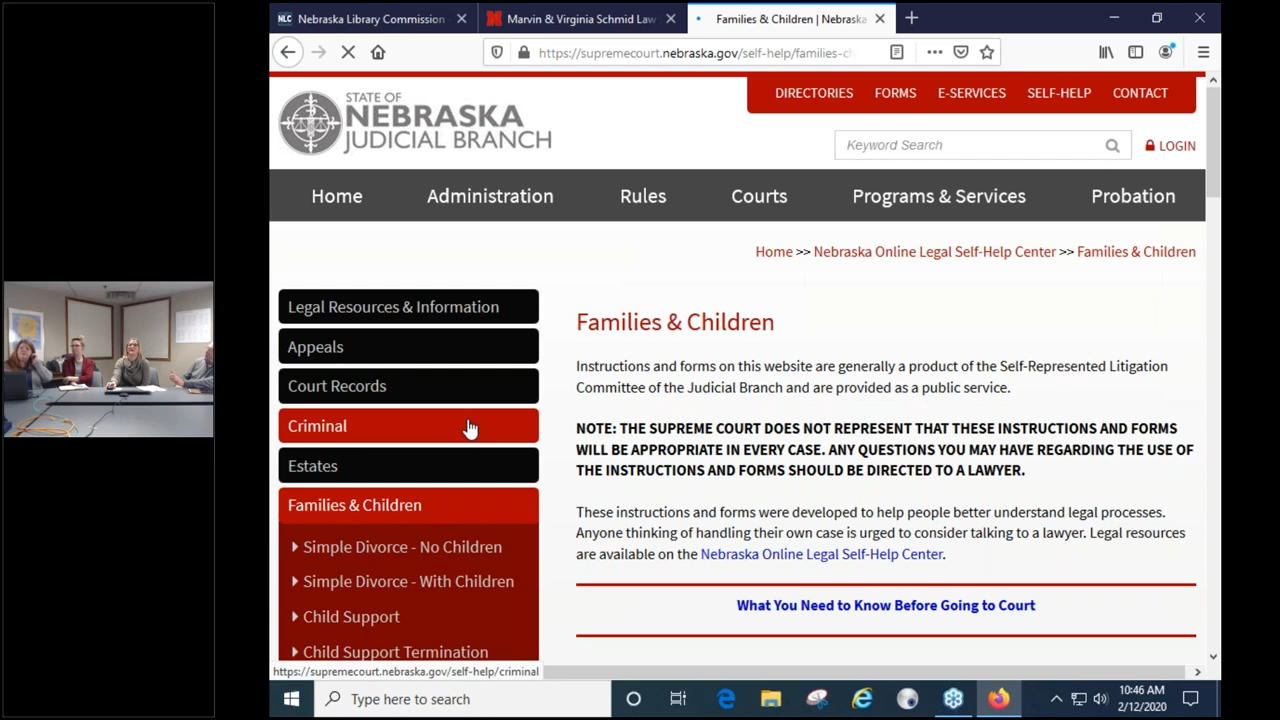 NLC Nebraska Library Commission
Marvin & Virginia Schmid Law
Families & Children | Nebraska
https://supremecourt.nebraska.gov/self-help/families-c
DIRECTORIES FORMS E-SERVICES SELF-HELP CONTACT
STATE OF
NEBRASKA
JUDICIAL BRANCH
Keyword Search
LOGIN
Home Administration Rules Courts Programs & Services Probation
Home >> Nebraska Online Legal Self-Help Center >> Families & Children
Legal Resources & Information
Appeals
Court Records
Criminal
Estates
Families & Children
Simple Divorce - No Children
Simple Divorce - With Children
Child Support
Child Support Termination
Families & Children
Instructions and forms on this website are generally a product of the Self-Represented Litigation
Committee of the Judicial Branch and are provided as a public service.
NOTE: THE SUPREME COURT DOES NOT REPRESENT THAT THESE INSTRUCTIONS AND FORMS
WILL BE APPROPRIATE IN EVERY CASE. ANY QUESTIONS YOU MAY HAVE REGARDING THE USE OF
THE INSTRUCTIONS AND FORMS SHOULD BE DIRECTED TO A LAWYER.
These instructions and forms were developed to help people better understand legal processes.
Anyone thinking of handling their own case is urged to consider talking to a lawyer. Legal resources
are available on the Nebraska Online Legal Self-Help Center.
What You Need to Know Before Going to Court
https://supremecourt.nebraska.gov/self-help/criminal
Type here to search
10:46 AM
2/12/2020